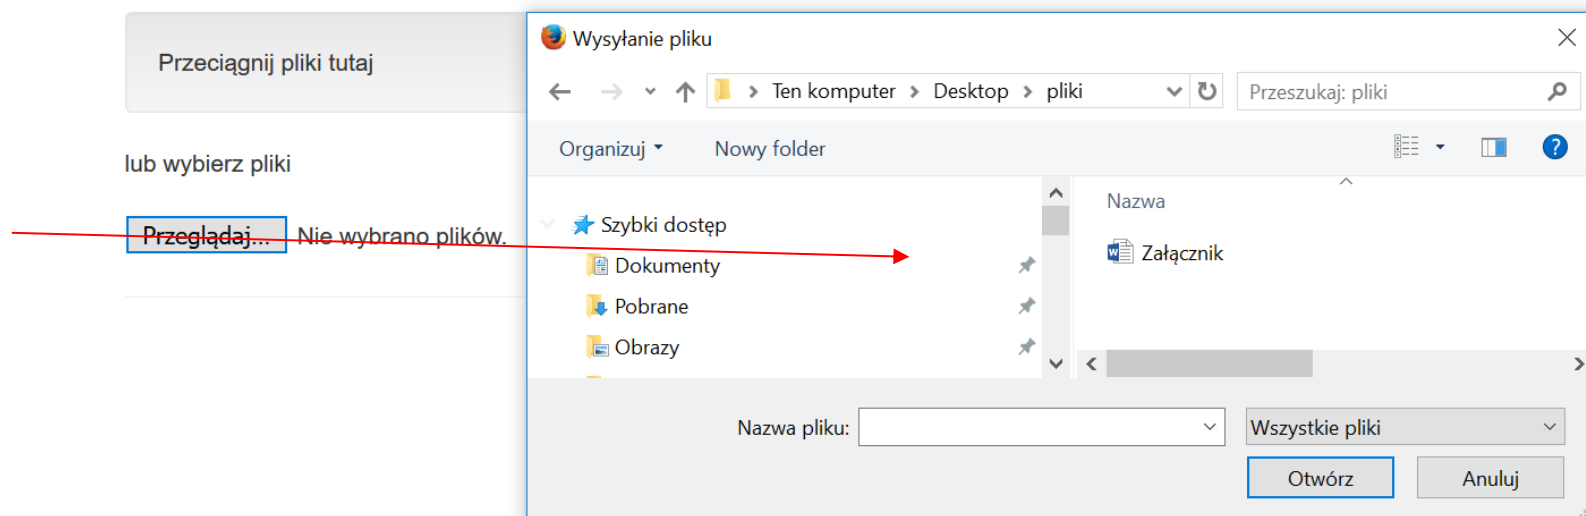 Przeciągnij pliki tutaj
lub wybierz pliki
Przeglądaj... Nie wybrano plików.
Wysyłanie pliku
Ten komputer > Desktop > pliki
Przeszukaj: pliki
Organizuj Nowy folder
?
Szybki dostęp
Dokumenty
Pobrane
Obrazy
Nazwa
Załącznik
Nazwa pliku:
Wszystkie pliki
Otwórz Anuluj